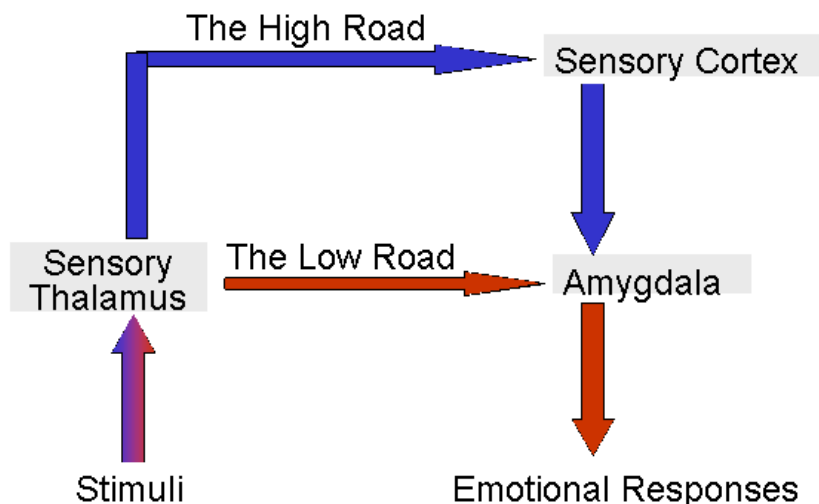 The High Road
Sensory Cortex
Sensory
Thalamus
The Low Road
Amygdala
Stimuli
Emotional Responses